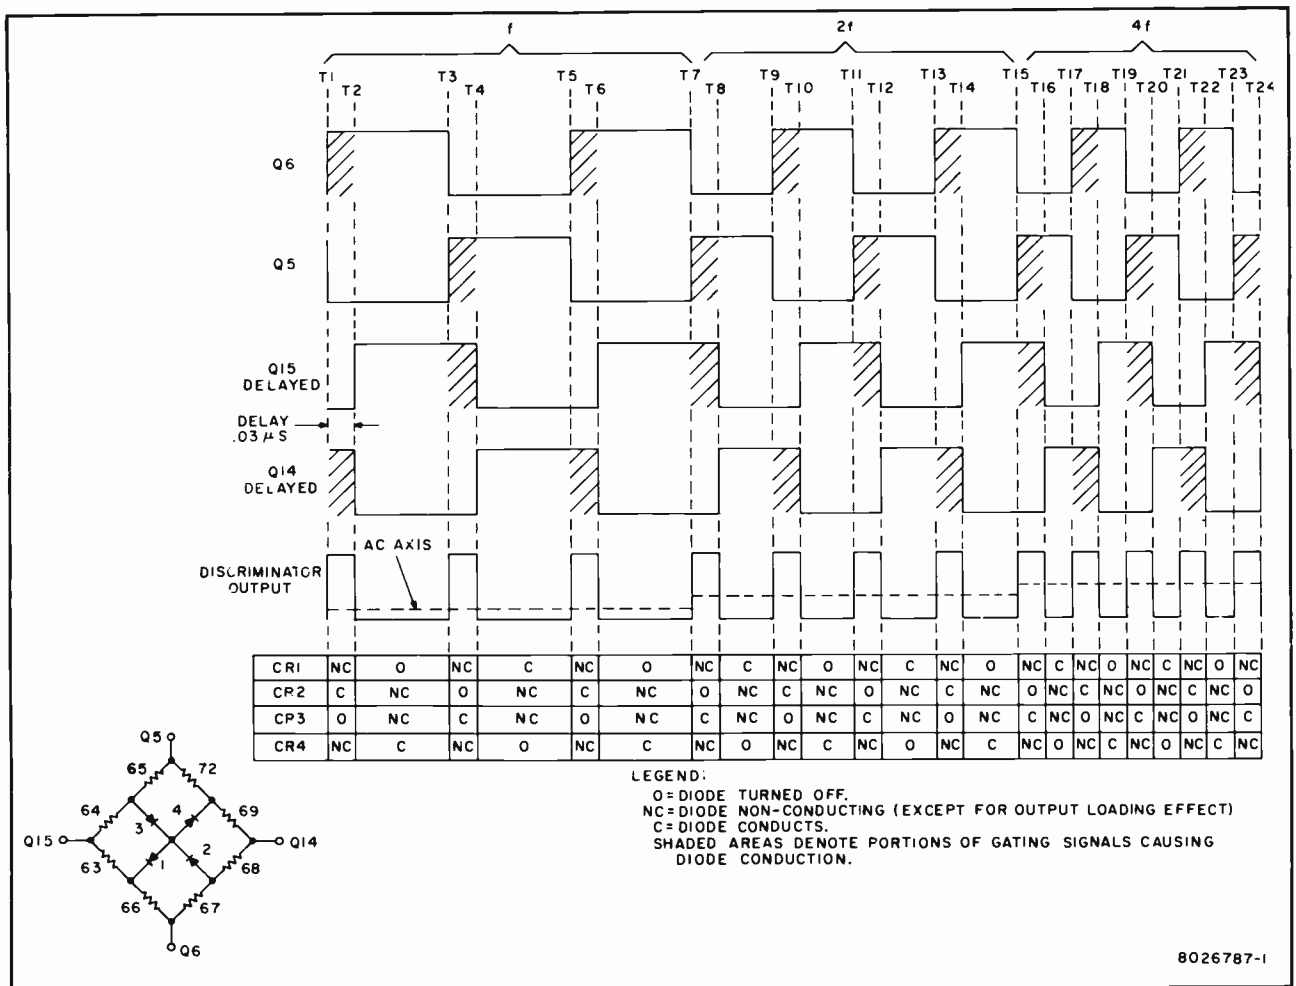 f 2f 4f
T1 T3 T5 T7 T9 T11 T13 T15 T17 T19 T21 T23
T2 T4 T6 T8 T10 T12 T14 T16 T18 T20 T22 T24
Q6
Q5
Q15
DELAYED
DELAY
.03 μS
Q14
DELAYED
AC AXIS
DISCRIMINATOR
OUTPUT
CR1 NC O NC C NC O NC C NC O NC C NC O NC C NC O NC C NC O NC
CR2 C NC O NC C NC O NC C NC O NC C NC O NC C NC O NC C NC O
CP3 O NC C NC O NC C NC O NC C NC O NC C NC O NC C NC O NC C
CR4 NC C NC O NC C NC O NC C NC O NC C NC O NC C NC O NC C NC
LEGEND:
O=DIODE TURNED OFF.
NC=DIODE NON-CONDUCTING (EXCEPT FOR OUTPUT LOADING EFFECT)
C=DIODE CONDUCTS.
SHADED AREAS DENOTE PORTIONS OF GATING SIGNALS CAUSING
DIODE CONDUCTION.
Q5
65 72
64 4 69
3
Q15 Q14
1 2
63 68
66 67
Q6
8026787-1